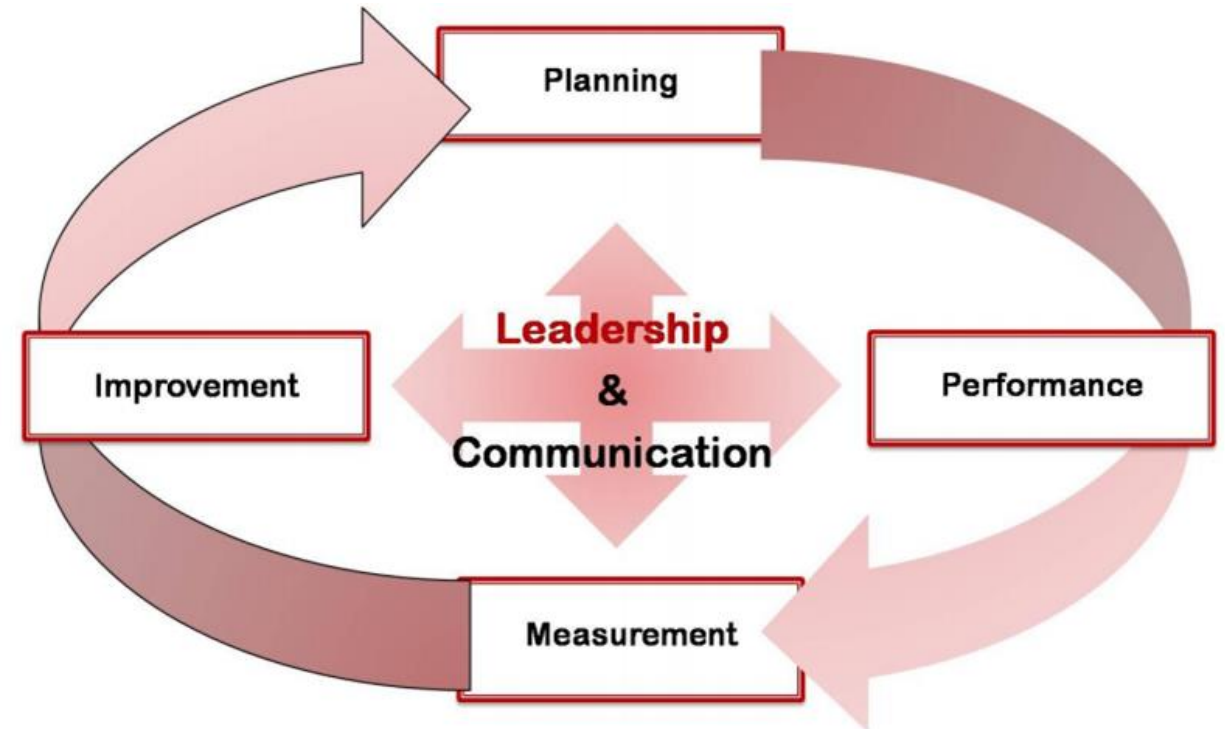 Planning
Leadership
Improvement
&
Performance
Communication
Measurement